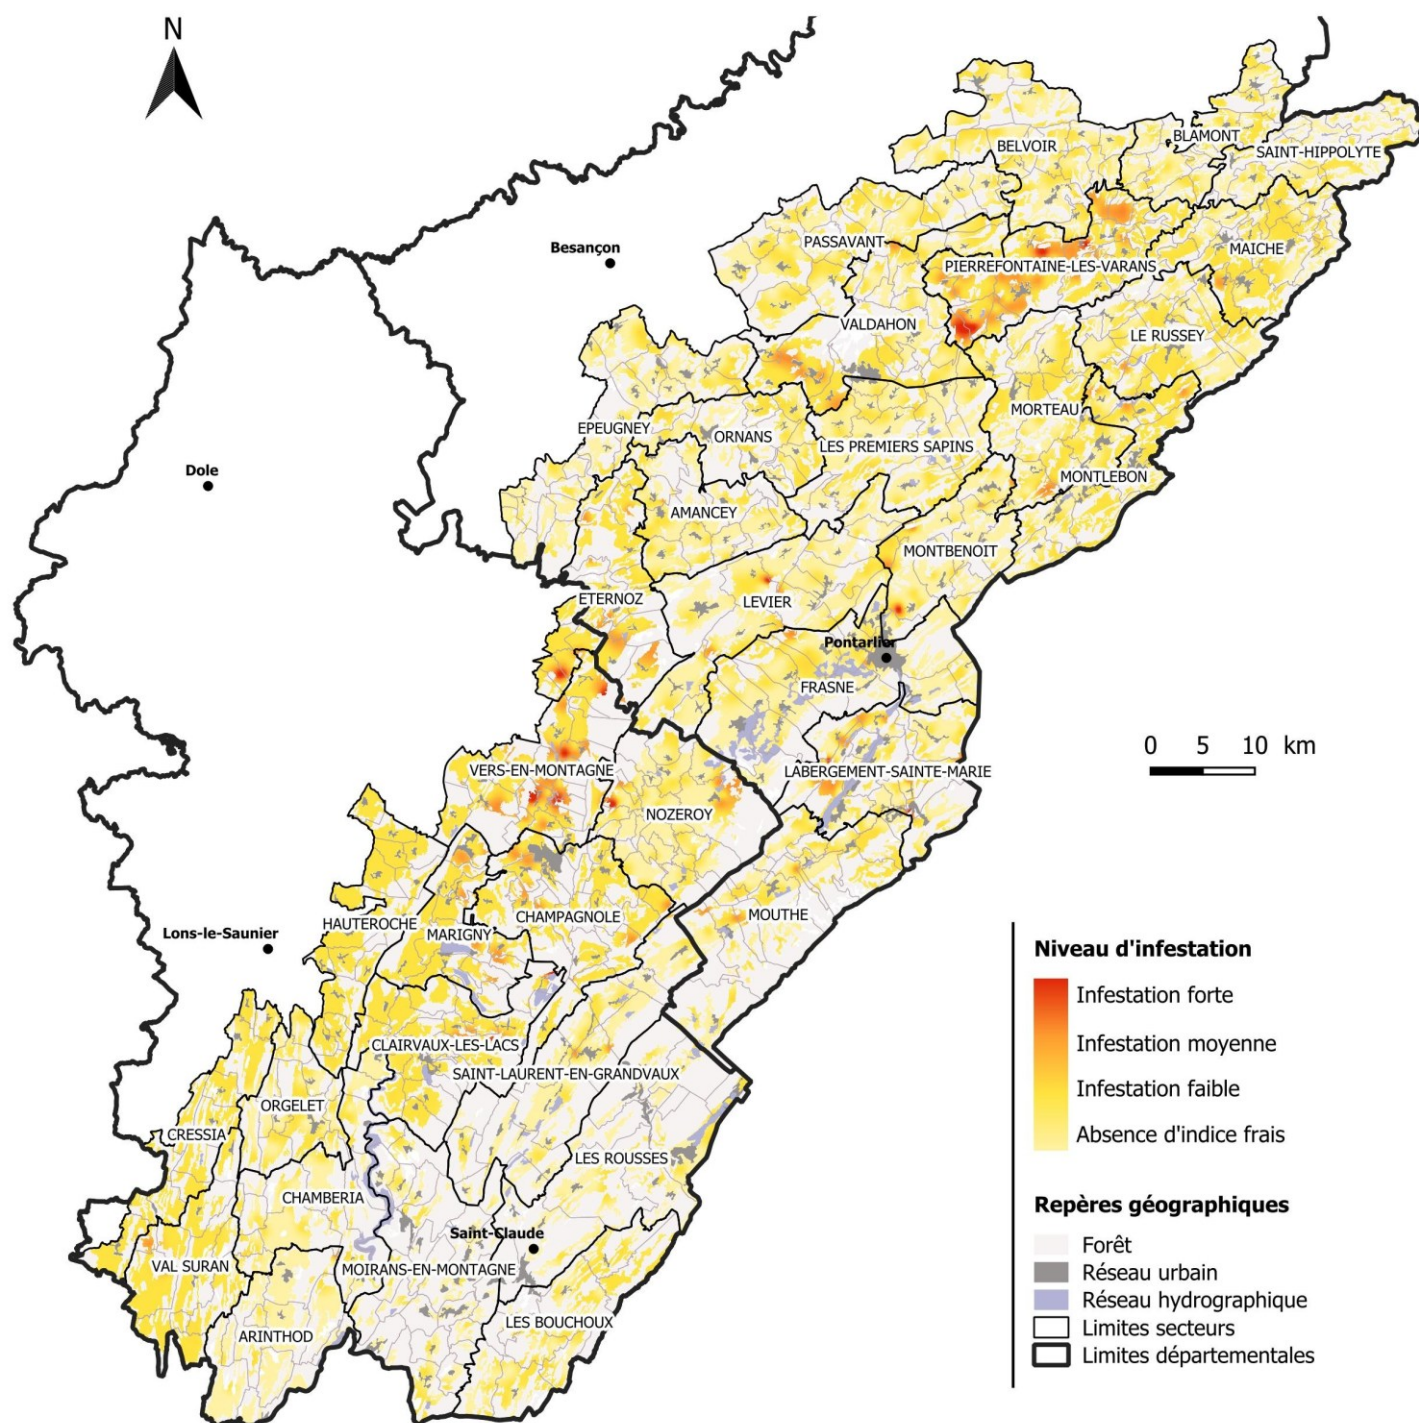 N
BLAMONT
BELVOIR
SAINT-HIPPOLYTE
PASSAVANT
Besançon
MAICHE
PIERREFONTAINE-LES-VARANS
VALDAHON
LE RUSSEY
MORTEAU
EPEUGNEY
ORNANS
LES PREMIERS SAPINS
Dole
MONTLEBON
AMANCEY
MONTBENOIT
ETERNOZ
LEVIER
Pontarlier
FRASNE
0 5 10 km
VERS-EN-MONTAGNE
LABERGEMENT-SAINTE-MARIE
NOZEROY
HAUTEROCHE
CHAMPAGNOLE
MOUTHE
Lons-le-Saunier
MARIGNY
CLAIRVAUX-LES-LACS
SAINT-LAURENT-EN-GRANDVAUX
ORGELET
CRESSIA
LES ROUSSES
CHAMBERIA
Saint-Claude
VAL SURAN
MOIRANS-EN-MONTAGNE
LES BOUCHOUX
ARINTHOD
Niveau d'infestation
Infestation forte
Infestation moyenne
Infestation faible
Absence d'indice frais
Repères géographiques
Forêt
Réseau urbain
Réseau hydrographique
Limites secteurs
Limites départementales